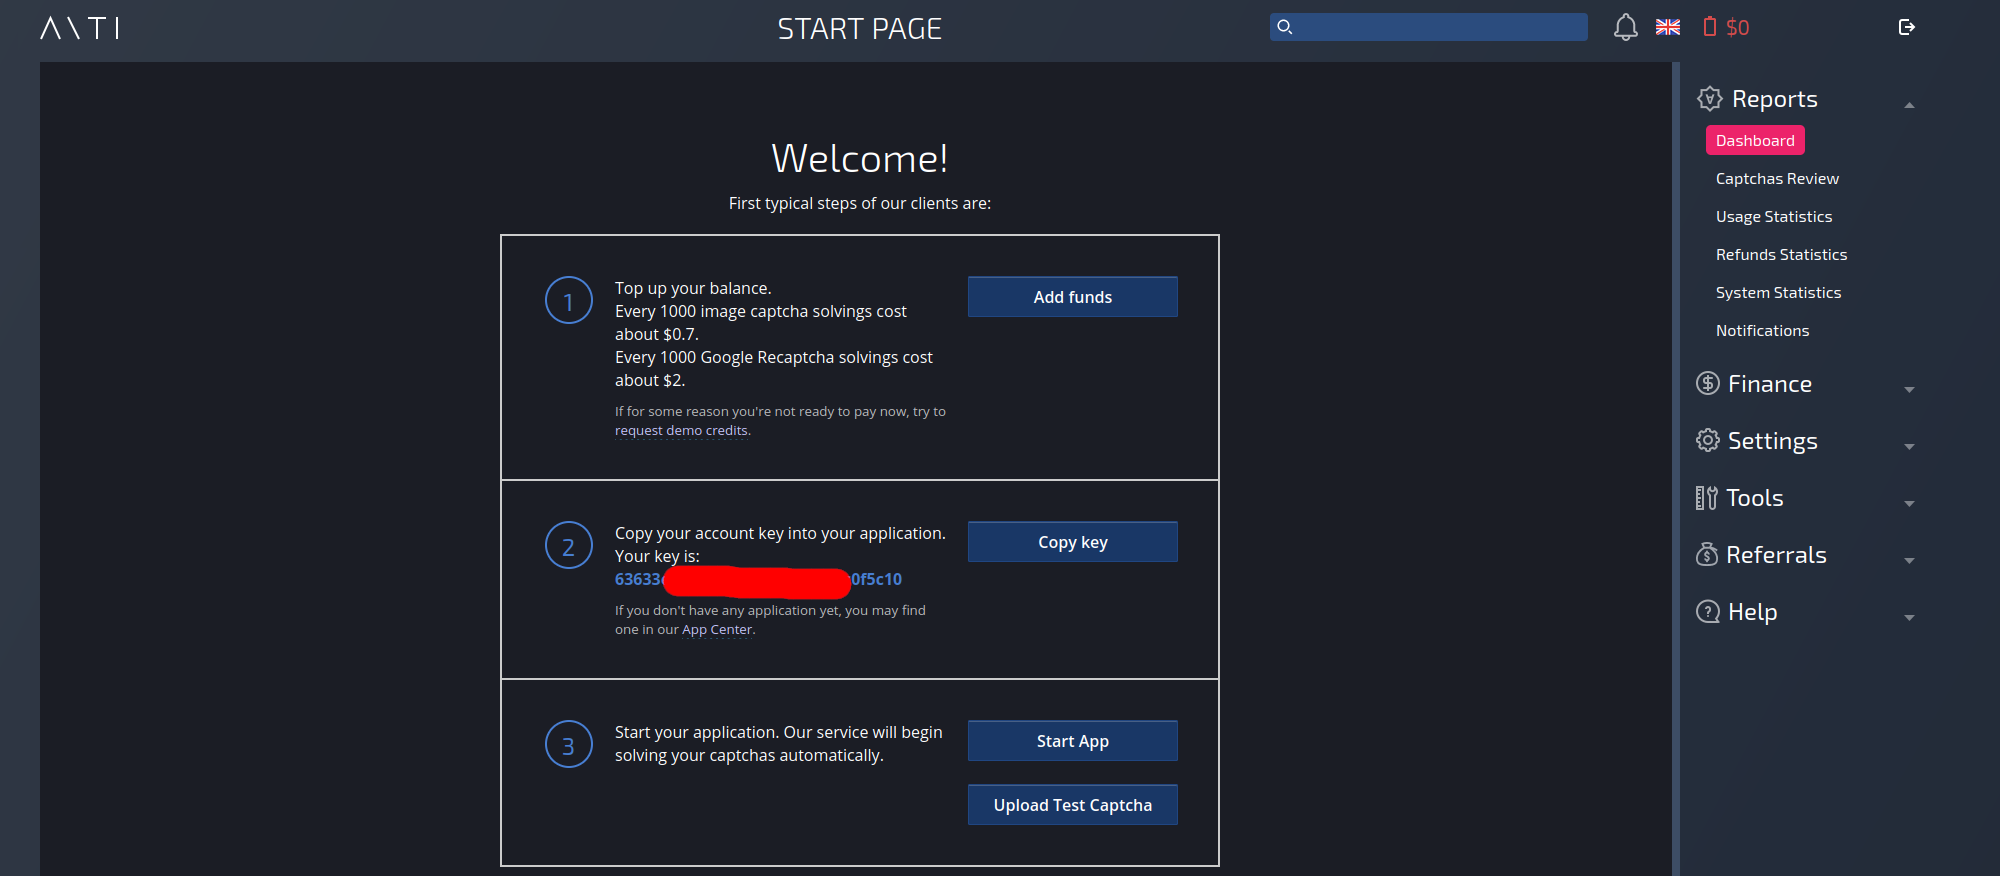 START PAGE
$0
Welcome!
First typical steps of our clients are:
1
Top up your balance.
Every 1000 image captcha solvings cost
about $0.7.
Every 1000 Google Recaptcha solvings cost
about $2.
If for some reason you're not ready to pay now, try to
request demo credits.
Add funds
2
Copy your account key into your application.
Your key is:
63633 0f5c10
If you don't have any application yet, you may find
one in our App Center.
Copy key
3
Start your application. Our service will begin
solving your captchas automatically.
Start App
Upload Test Captcha
Reports
Dashboard
Captchas Review
Usage Statistics
Refunds Statistics
System Statistics
Notifications
Finance
Settings
Tools
Referrals
Help